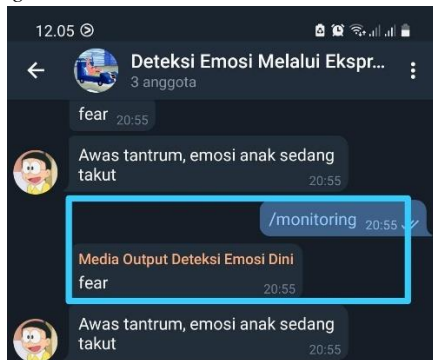 12.05
Deteksi Emosi Melalui Ekspr...
3 anggota
fear 20:55
Awas tantrum, emosi anak sedang
takut 20:55
/monitoring 20:55
Media Output Deteksi Emosi Dini
fear 20:55
Awas tantrum, emosi anak sedang
takut 20:55